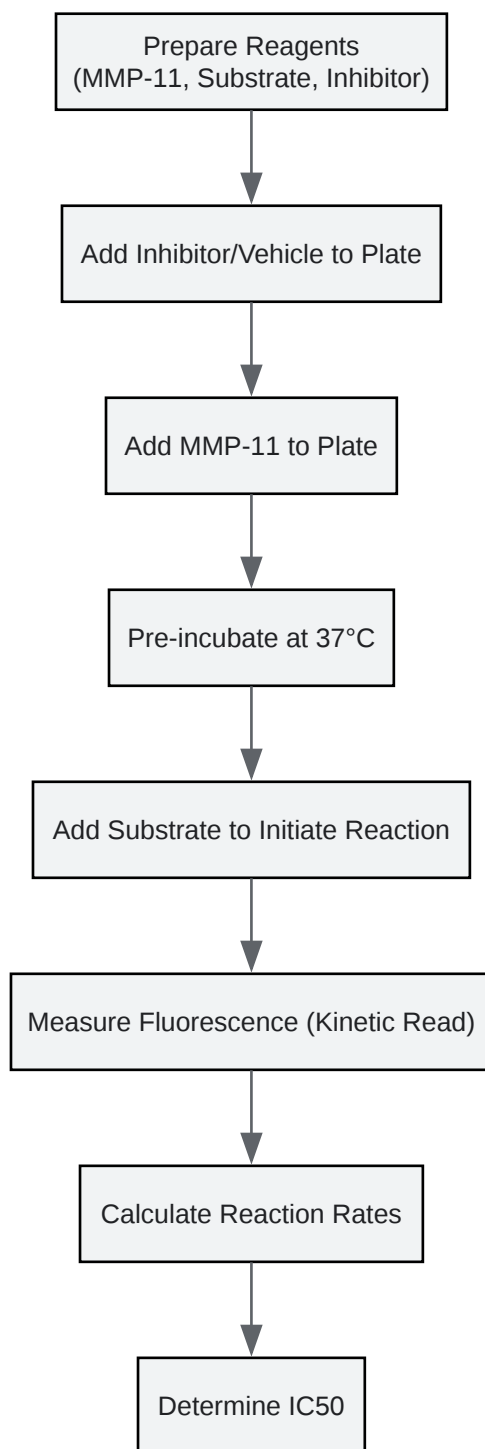 Prepare Reagents
(MMP-11, Substrate, Inhibitor)
Add Inhibitor/Vehicle to Plate
Add MMP-11 to Plate
Pre-incubate at 37°C
Add Substrate to Initiate Reaction
Measure Fluorescence (Kinetic Read)
Calculate Reaction Rates
Determine IC50